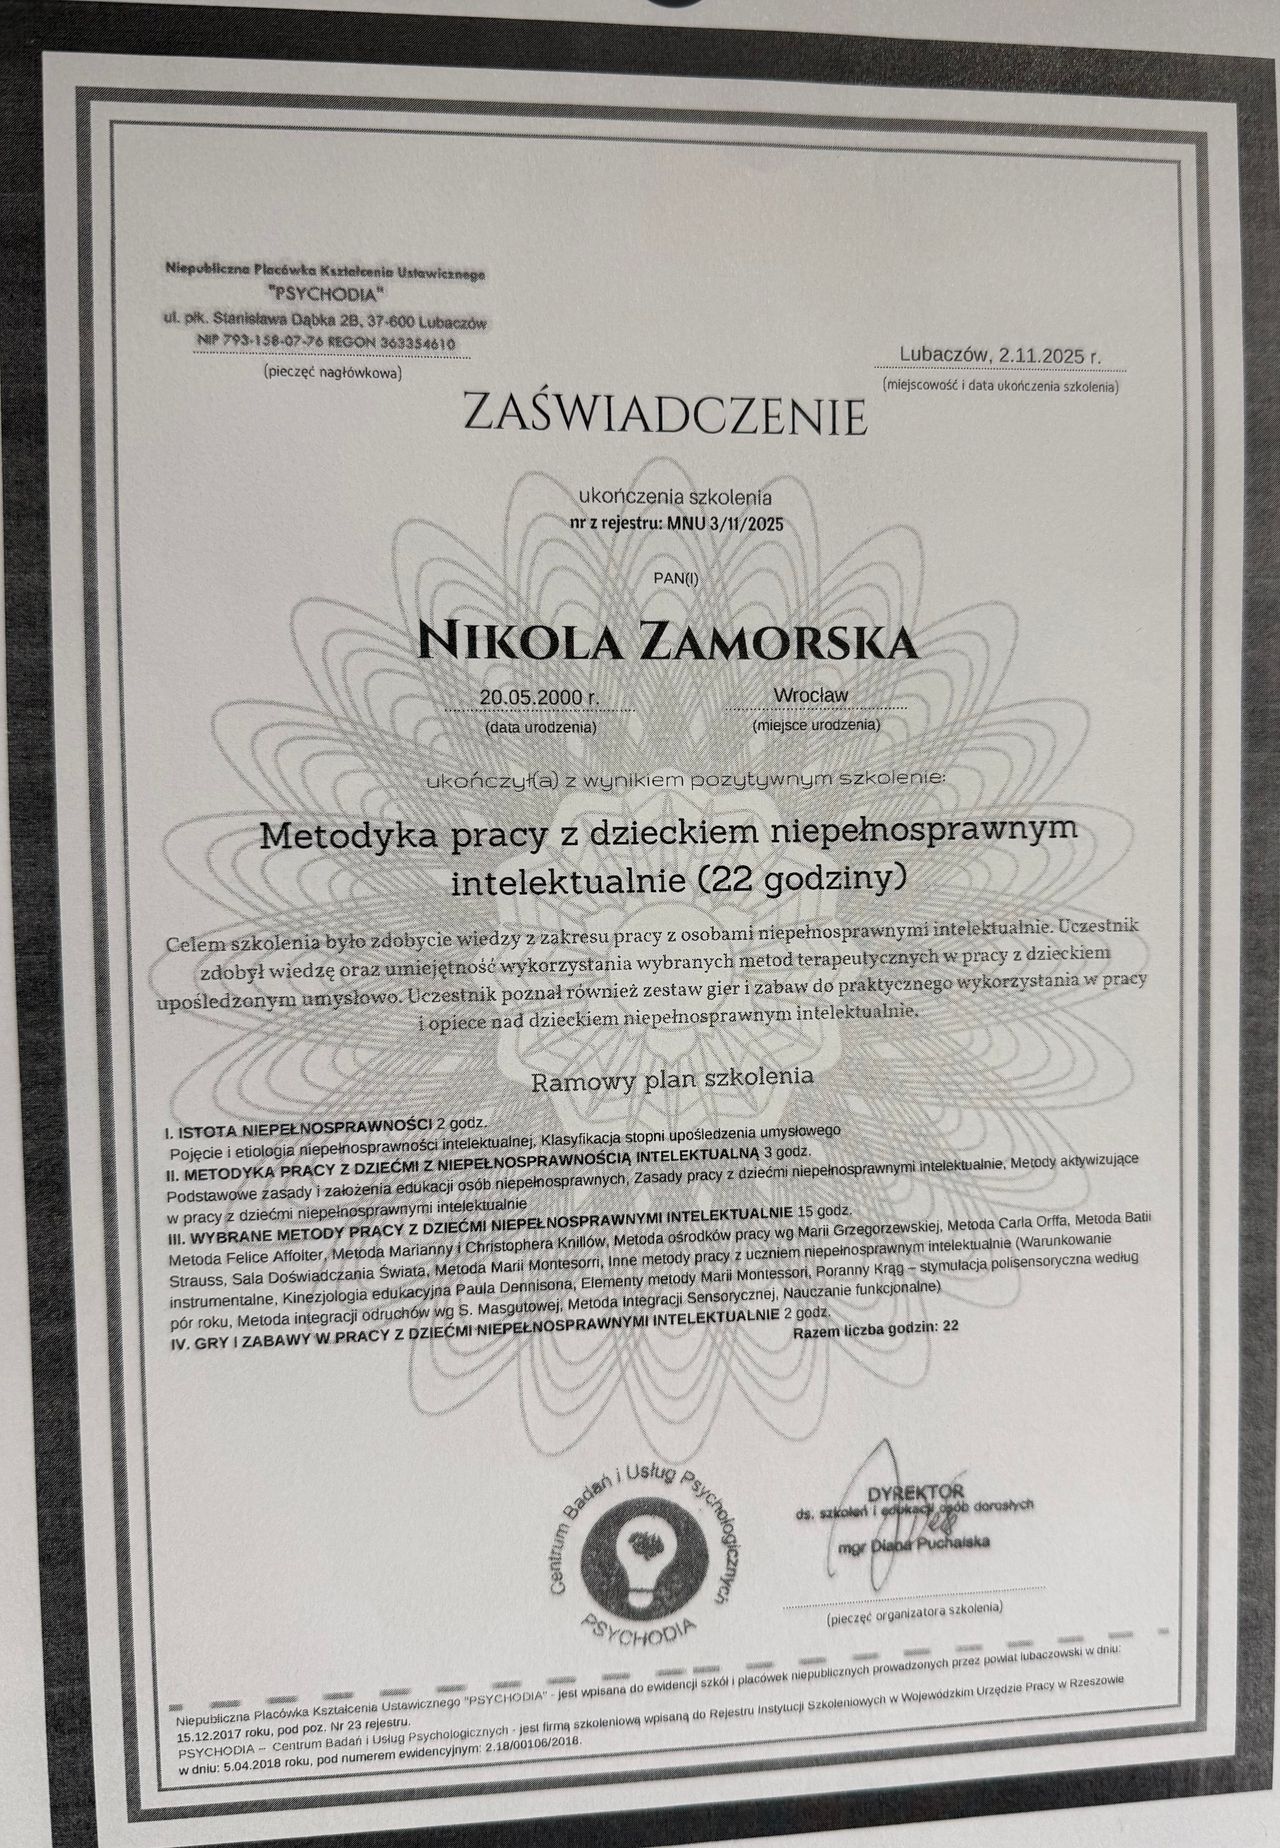 Niepubliczna Placówka Kształcenia Ustawicznego
"PSYCHODIA"
ul. płk. Stanisława Dąbka 2B, 37-600 Lubaczów
NIP 793-158-07-76 REGON 363354610
(pieczęć nagłówkowa)
Lubaczów, 2.11.2025 r.
(miejscowość i data ukończenia szkolenia)
ZAŚWIADCZENIE
ukończenia szkolenia
nr z rejestru: MNU 3/11/2025
PAN(I)
NIKOLA ZAMORSKA
20.05.2000 r.
(data urodzenia)
Wrocław
(miejsce urodzenia)
ukończył(a) z wynikiem pozytywnym szkolenie:
Metodyka pracy z dzieckiem niepełnosprawnym
intelektualnie (22 godziny)
Celem szkolenia było zdobycie wiedzy z zakresu pracy z osobami niepełnosprawnymi intelektualnie. Uczestnik
zdobył wiedzę oraz umiejętność wykorzystania wybranych metod terapeutycznych w pracy z dzieckiem
upośledzonym umysłowo. Uczestnik poznał również zestaw gier i zabaw do praktycznego wykorzystania w pracy
i opiece nad dzieckiem niepełnosprawnym intelektualnie.
Ramowy plan szkolenia
I. ISTOTA NIEPEŁNOSPRAWNOŚCI 2 godz.
Pojęcie i etiologia niepełnosprawności intelektualnej, Klasyfikacja stopni upośledzenia umysłowego
II. METODYKA PRACY Z DZIEĆMI Z NIEPEŁNOSPRAWNOŚCIĄ INTELEKTUALNĄ 3 godz.
Podstawowe zasady i założenia edukacji osób niepełnosprawnych, Zasady pracy z dziećmi niepełnosprawnymi intelektualnie, Metody aktywizujące
w pracy z dziećmi niepełnosprawnymi intelektualnie
III. WYBRANE METODY PRACY Z DZIEĆMI NIEPEŁNOSPRAWNYMI INTELEKTUALNIE 15 godz.
Metoda Felice Affolter, Metoda Marianny i Christophera Knillów, Metoda ośrodków pracy wg Marii Grzegorzewskiej, Metoda Carla Orffa, Metoda Batii
Strauss, Sala Doświadczania Świata, Metoda Marii Montesorri, Inne metody pracy z uczniem niepełnosprawnym intelektualnie (Warunkowanie
instrumentalne, Kinezjologia edukacyjna Paula Dennisona, Elementy metody Marii Montessori, Poranny Krąg – stymulacja polisensoryczna według
pór roku, Metoda integracji odruchów wg S. Masgutowej, Metoda Integracji Sensorycznej, Nauczanie funkcjonalne)
IV. GRY I ZABAWY W PRACY Z DZIEĆMI NIEPEŁNOSPRAWNYMI INTELEKTUALNIE 2 godz.
Razem liczba godzin: 22
Centrum Badań i Usług Psychologicznych
PSYCHODIA
DYREKTOR
ds. szkoleń i edukacji osób dorosłych
mgr Diana Puchalska
(pieczęć organizatora szkolenia)
Niepubliczna Placówka Kształcenia Ustawicznego "PSYCHODIA" - jest wpisana do ewidencji szkół i placówek niepublicznych prowadzonych przez powiat lubaczowski w dniu:
15.12.2017 roku, pod poz. Nr 23 rejestru.
PSYCHODIA – Centrum Badań i Usług Psychologicznych - jest firmą szkoleniową wpisaną do Rejestru Instytucji Szkoleniowych w Wojewódzkim Urzędzie Pracy w Rzeszowie
w dniu: 5.04.2018 roku, pod numerem ewidencyjnym: 2.18/00106/2018.